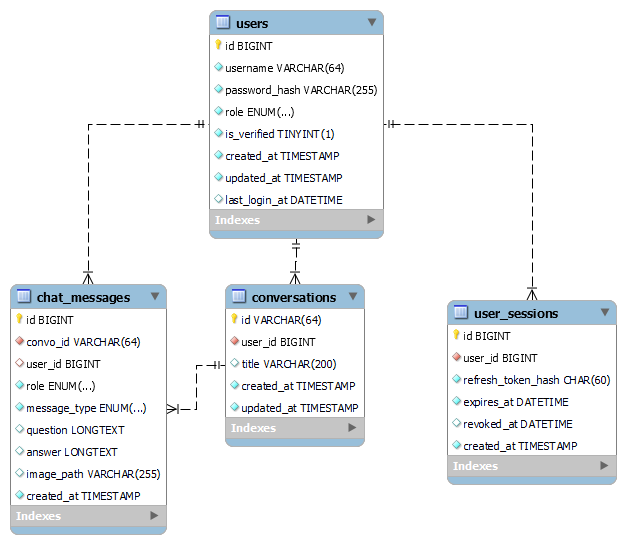 users
id BIGINT
username VARCHAR(64)
password_hash VARCHAR(255)
role ENUM(...)
is_verified TINYINT(1)
created_at TIMESTAMP
updated_at TIMESTAMP
last_login_at DATETIME
Indexes
chat_messages
id BIGINT
convo_id VARCHAR(64)
user_id BIGINT
role ENUM(...)
message_type ENUM(...)
question LONGTEXT
answer LONGTEXT
image_path VARCHAR(255)
created_at TIMESTAMP
Indexes
conversations
id VARCHAR(64)
user_id BIGINT
title VARCHAR(200)
created_at TIMESTAMP
updated_at TIMESTAMP
Indexes
user_sessions
id BIGINT
user_id BIGINT
refresh_token_hash CHAR(60)
expires_at DATETIME
revoked_at DATETIME
created_at TIMESTAMP
Indexes